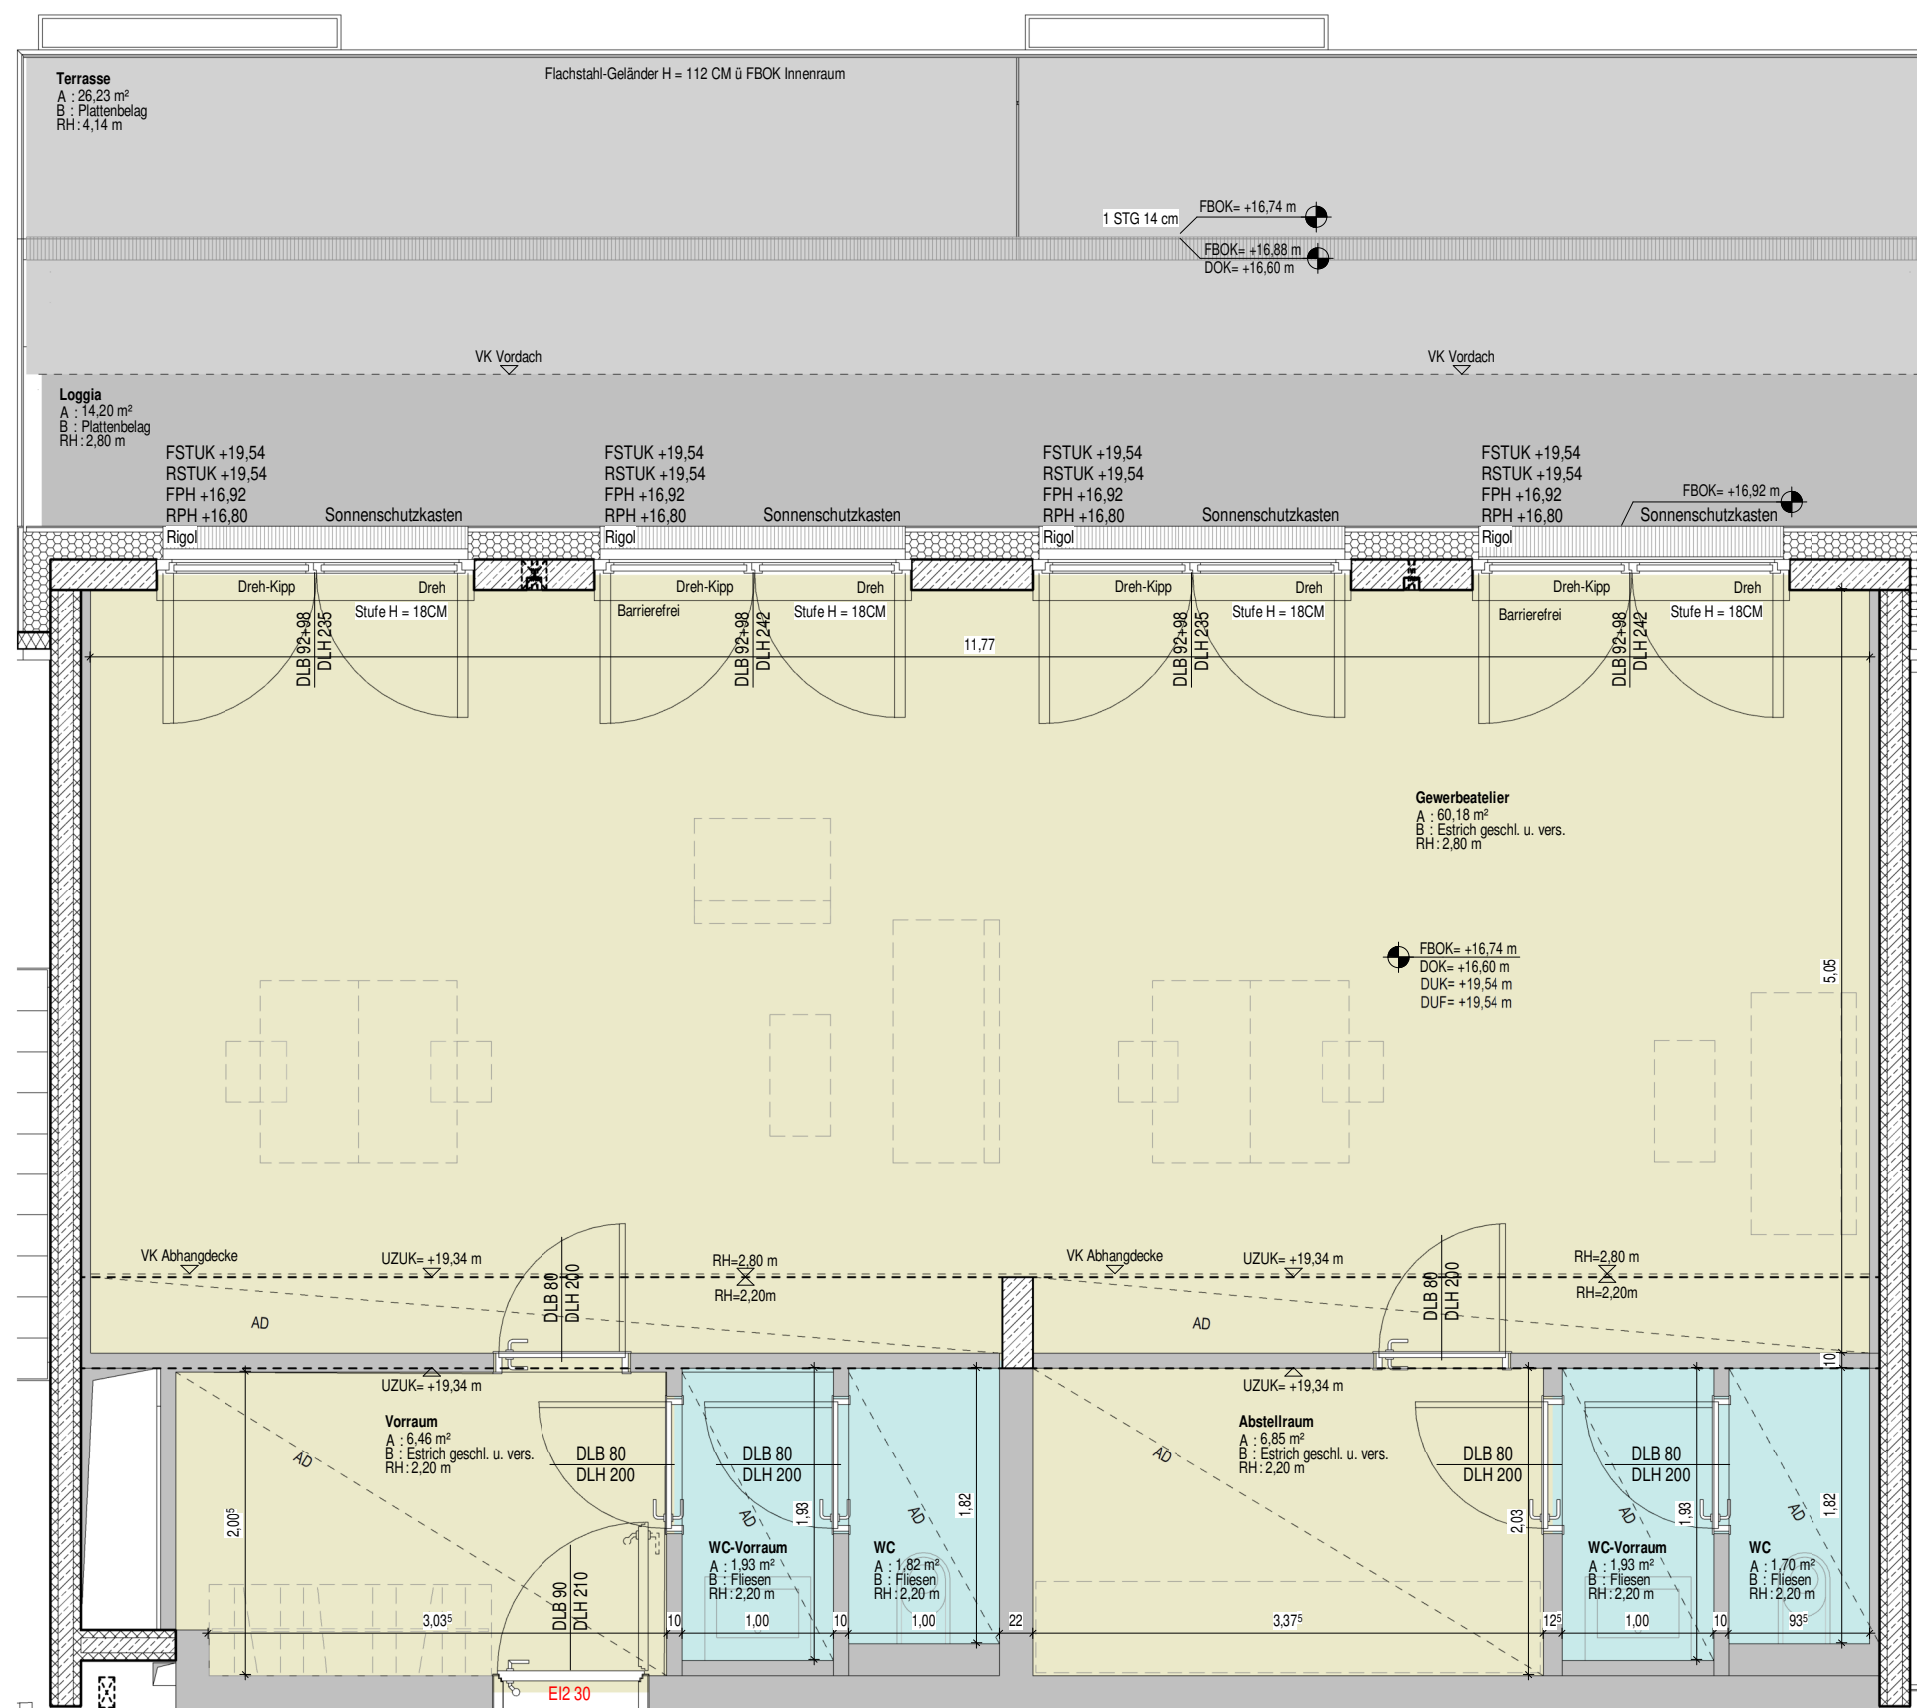 Terrasse
A : 26,23 m²
B : Plattenbelag
RH : 4,14 m
Flachstahl-Geländer H = 112 CM ü FBOK Innenraum
1 STG 14 cm
FBOK= +16,74 m
FBOK= +16,88 m
DOK= +16,60 m
VK Vordach
VK Vordach
Loggia
A : 14,20 m²
B : Plattenbelag
RH : 2,80 m
FSTUK +19,54
RSTUK +19,54
FPH +16,92
RPH +16,80
Sonnenschutzkasten
Rigol
FSTUK +19,54
RSTUK +19,54
FPH +16,92
RPH +16,80
Sonnenschutzkasten
Rigol
FSTUK +19,54
RSTUK +19,54
FPH +16,92
RPH +16,80
Sonnenschutzkasten
Rigol
FSTUK +19,54
RSTUK +19,54
FPH +16,92
RPH +16,80
FBOK= +16,92 m
Sonnenschutzkasten
Rigol
Dreh-Kipp
Dreh
Stufe H = 18CM
DLB 92+98
DLH 235
Dreh-Kipp
Dreh
Barrierefrei
Stufe H = 18CM
DLB 92+98
DLH 242
Dreh-Kipp
Dreh
Stufe H = 18CM
DLB 92+98
DLH 235
Dreh-Kipp
Dreh
Barrierefrei
Stufe H = 18CM
DLB 92+98
DLH 242
11,77
Gewerbeatelier
A : 60,18 m²
B : Estrich geschl. u. vers.
RH : 2,80 m
FBOK= +16,74 m
DOK= +16,60 m
DUK= +19,54 m
DUF= +19,54 m
5,05
VK Abhangdecke
UZUK= +19,34 m
DLB 80
DLH 200
RH=2,80 m
RH=2,20m
VK Abhangdecke
UZUK= +19,34 m
DLB 80
DLH 200
RH=2,80 m
RH=2,20m
AD
AD
10
UZUK= +19,34 m
UZUK= +19,34 m
Vorraum
A : 6,46 m²
B : Estrich geschl. u. vers.
RH : 2,20 m
AD
2,00⁵
DLB 80
DLH 200
DLB 80
DLH 200
AD
1,93
AD
1,82
WC-Vorraum
A : 1,93 m²
B : Fliesen
RH : 2,20 m
WC
A : 1,82 m²
B : Fliesen
RH : 2,20 m
Abstellraum
A : 6,85 m²
B : Estrich geschl. u. vers.
RH : 2,20 m
AD
2,03
DLB 80
DLH 200
DLB 80
DLH 200
AD
1,93
AD
1,82
WC-Vorraum
A : 1,93 m²
B : Fliesen
RH : 2,20 m
WC
A : 1,70 m²
B : Fliesen
RH : 2,20 m
DLB 90
DLH 210
3,03⁵
10
1,00
10
1,00
22
3,37⁵
12⁵
1,00
10
93⁵
EI2 30